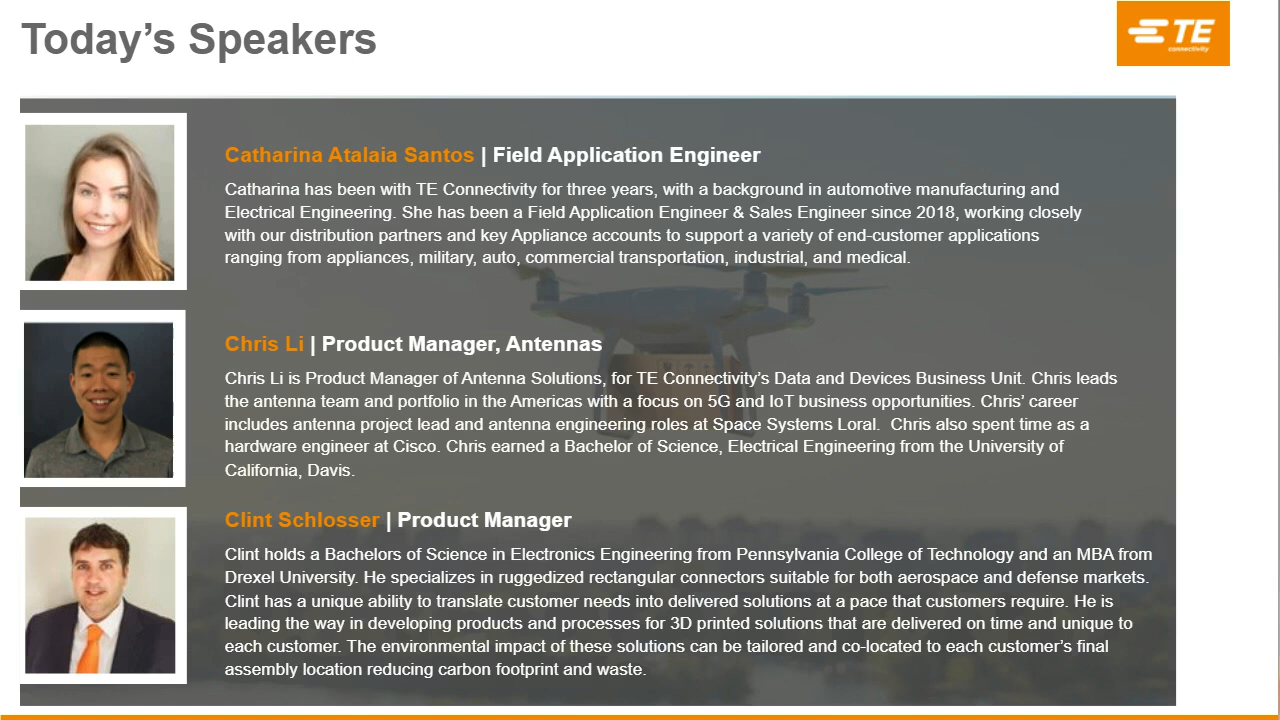 Today’s Speakers
TE
connectivity
Catharina Atalaia Santos | Field Application Engineer
Catharina has been with TE Connectivity for three years, with a background in automotive manufacturing and
Electrical Engineering. She has been a Field Application Engineer & Sales Engineer since 2018, working closely
with our distribution partners and key Appliance accounts to support a variety of end-customer applications
ranging from appliances, military, auto, commercial transportation, industrial, and medical.
Chris Li | Product Manager, Antennas
Chris Li is Product Manager of Antenna Solutions, for TE Connectivity’s Data and Devices Business Unit. Chris leads
the antenna team and portfolio in the Americas with a focus on 5G and IoT business opportunities. Chris’ career
includes antenna project lead and antenna engineering roles at Space Systems Loral.  Chris also spent time as a
hardware engineer at Cisco. Chris earned a Bachelor of Science, Electrical Engineering from the University of
California, Davis.
Clint Schlosser | Product Manager
Clint holds a Bachelors of Science in Electronics Engineering from Pennsylvania College of Technology and an MBA from
Drexel University. He specializes in ruggedized rectangular connectors suitable for both aerospace and defense markets.
Clint has a unique ability to translate customer needs into delivered solutions at a pace that customers require. He is
leading the way in developing products and processes for 3D printed solutions that are delivered on time and unique to
each customer. The environmental impact of these solutions can be tailored and co-located to each customer’s final
assembly location reducing carbon footprint and waste.